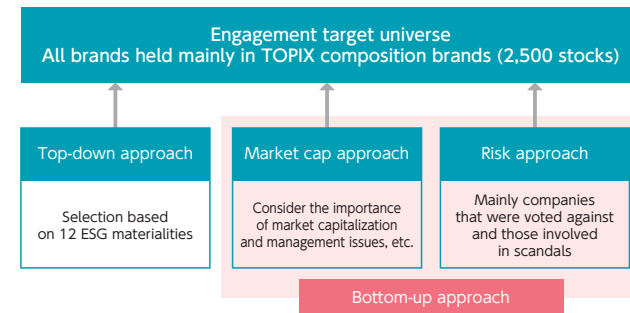 Engagement target universe
All brands held mainly in TOPIX composition brands (2,500 stocks)
Top-down approach
Selection based
on 12 ESG materialities
Market cap approach
Consider the importance
of market capitalization
and management issues, etc.
Risk approach
Mainly companies
that were voted against
and those involved
in scandals
Bottom-up approach